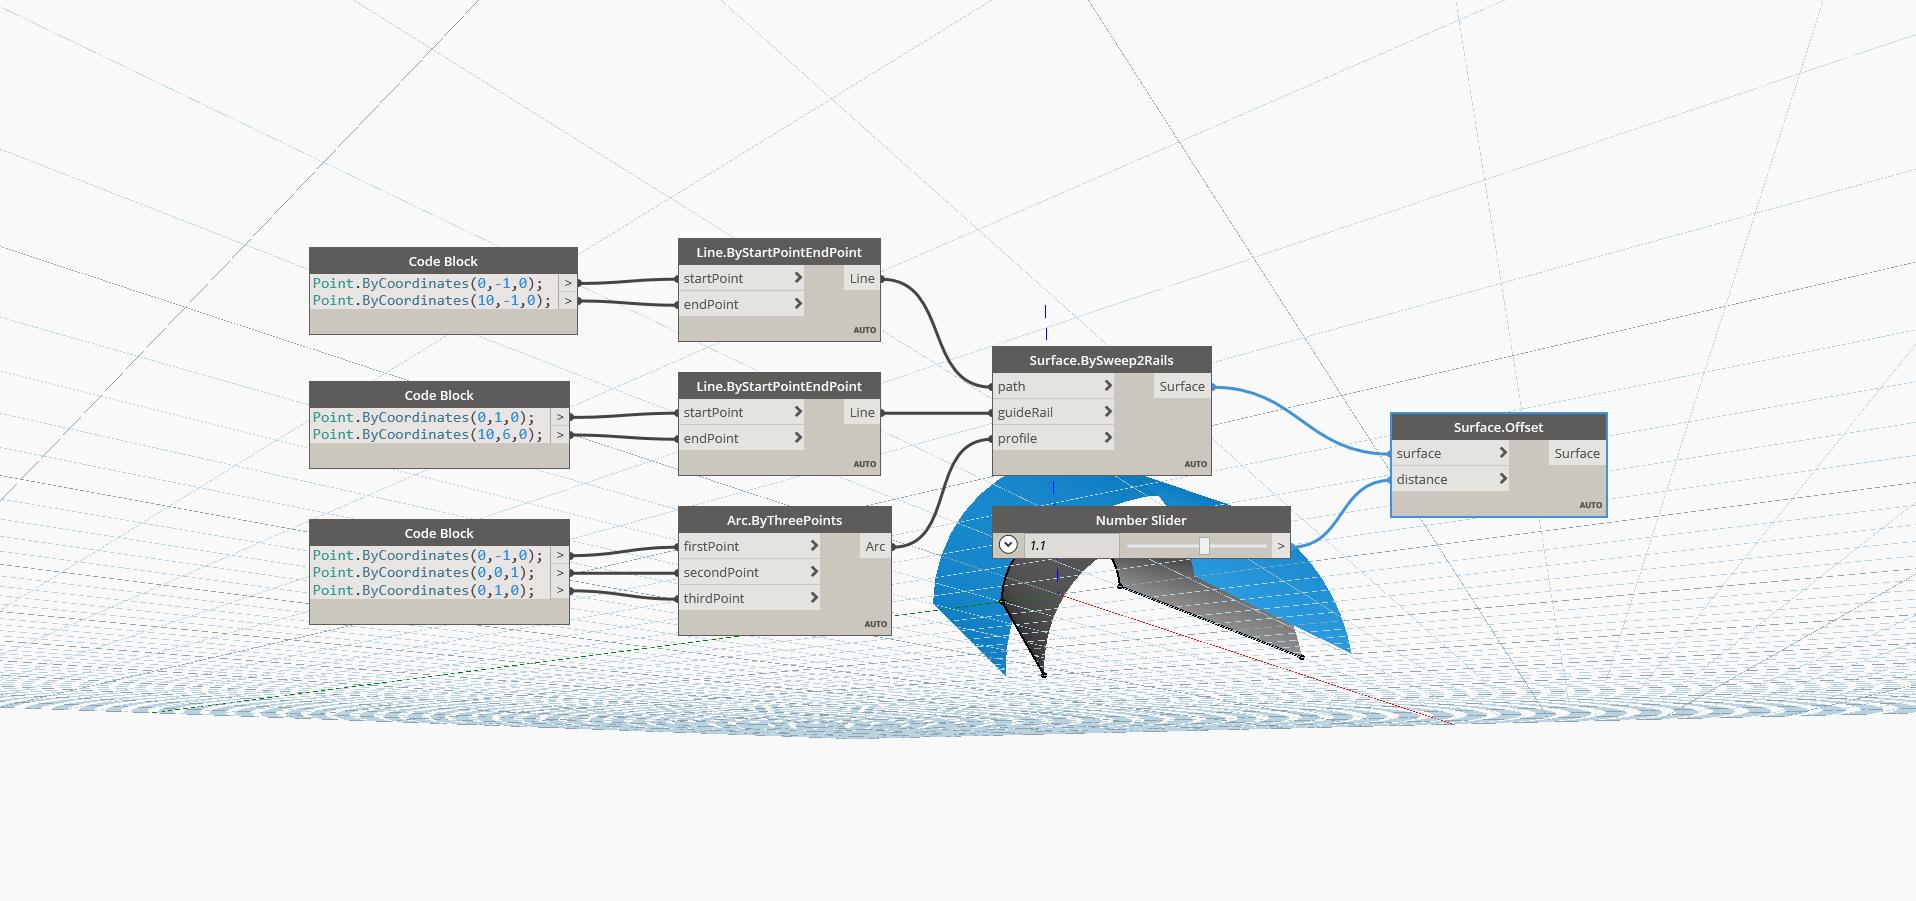 Code Block
Point.ByCoordinates(0,-1,0); >
Point.ByCoordinates(10,-1,0); >
Line.ByStartPointEndPoint
startPoint > Line
endPoint >
AUTO
Code Block
Point.ByCoordinates(0,1,0); >
Point.ByCoordinates(10,6,0); >
Line.ByStartPointEndPoint
startPoint > Line
endPoint >
AUTO
Code Block
Point.ByCoordinates(0,-1,0); >
Point.ByCoordinates(0,0,1); >
Point.ByCoordinates(0,1,0); >
Arc.ByThreePoints
firstPoint > Arc
secondPoint >
thirdPoint >
AUTO
Surface.BySweep2Rails
path > Surface
guideRail >
profile >
AUTO
Number Slider
1.1 >
Surface.Offset
surface > Surface
distance >
AUTO